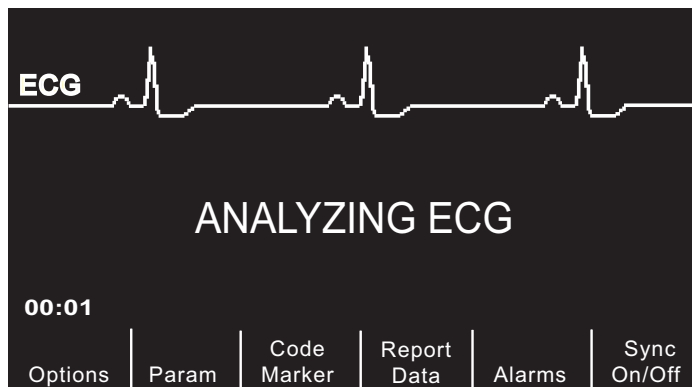 ECG
ANALYZING ECG
00:01
Options
Param
Code
Marker
Report
Data
Alarms
Sync
On/Off